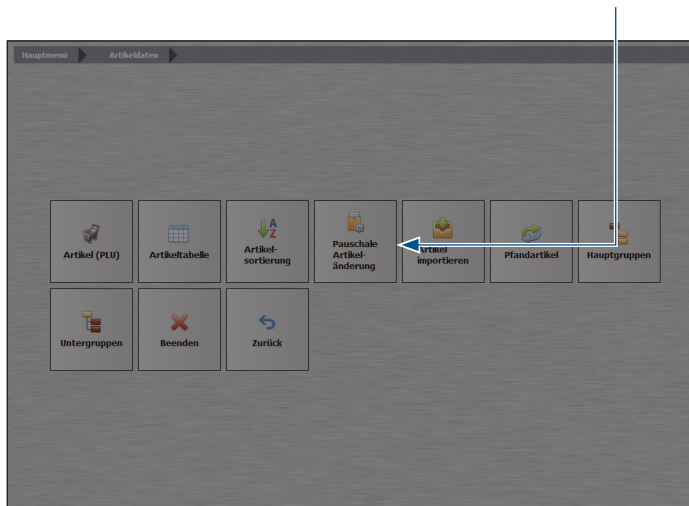 Hauptmenü Artikeldaten
Artikel (PLU) Artikeltabelle Artikel-
sortierung Pauschale
Artikel-
änderung Artikel
importieren Pfandartikel Hauptgruppen
Untergruppen Beenden Zurück